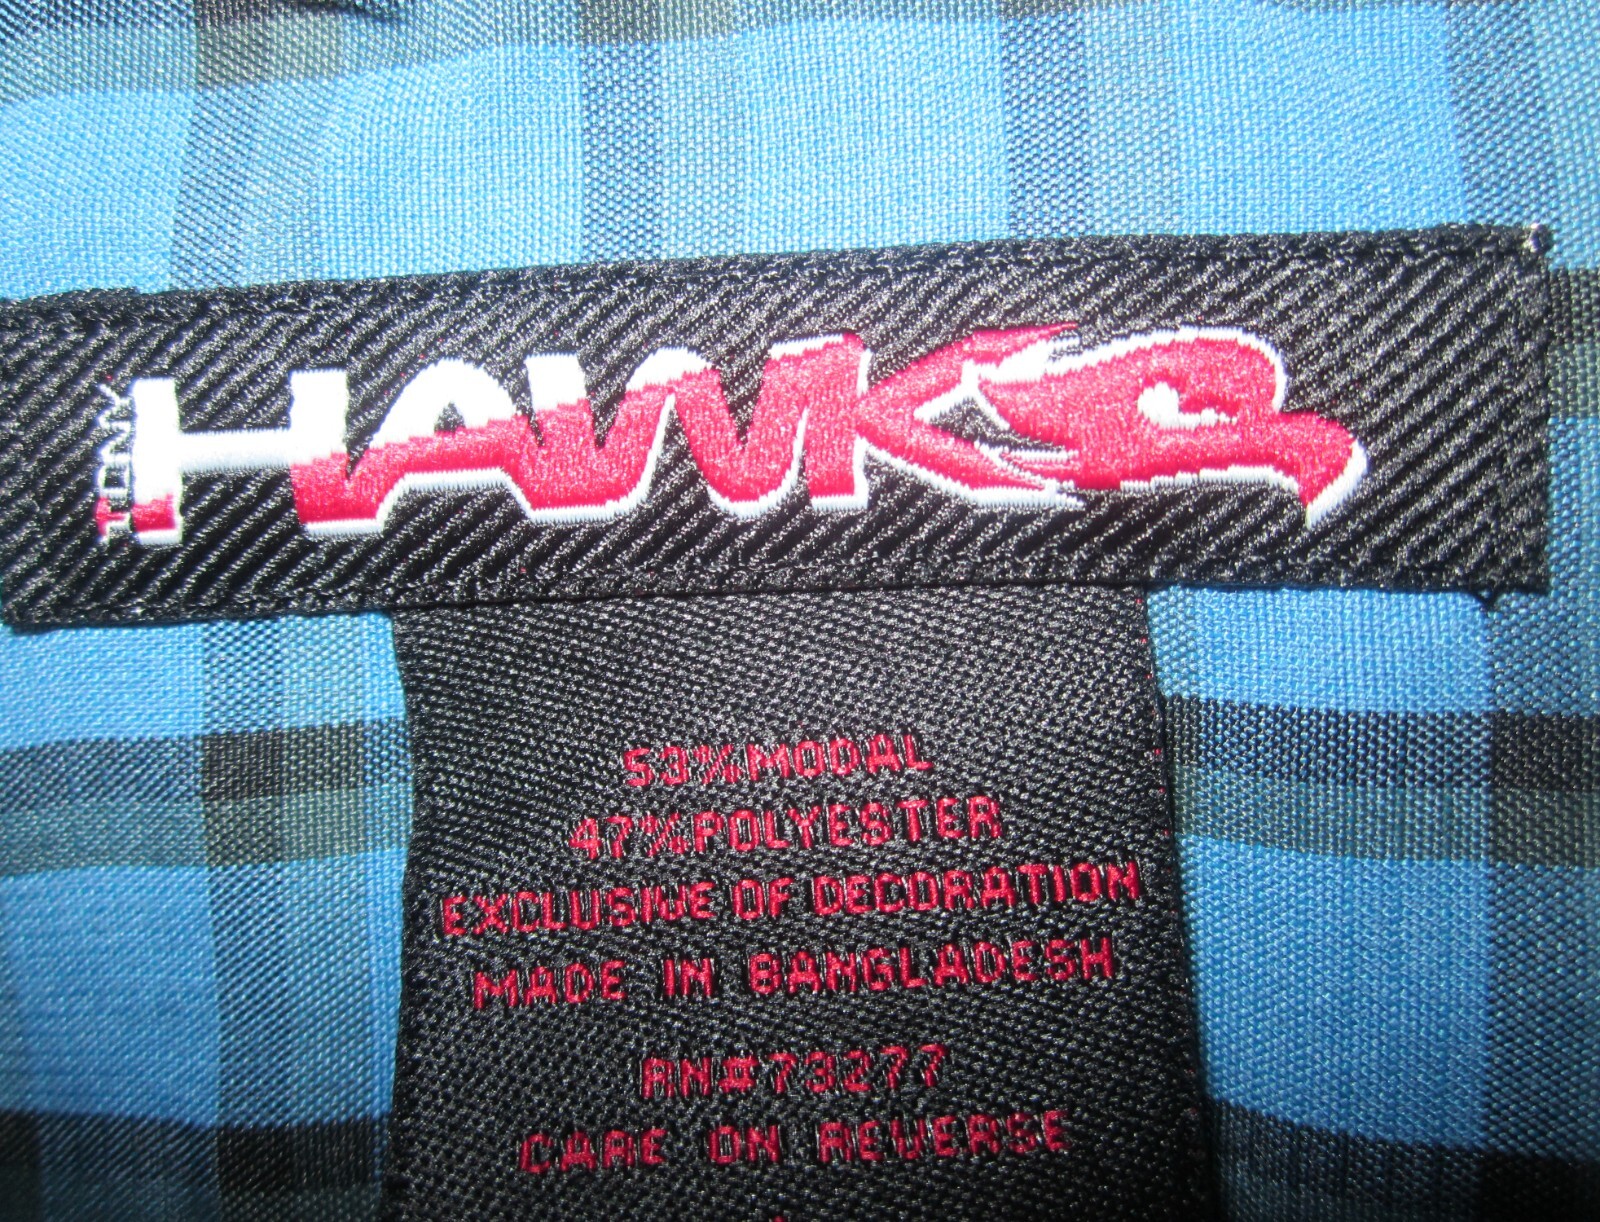 TONY
HAWK
53% MODAL
47% POLYESTER
EXCLUSIVE OF DECORATION
MADE IN BANGLADESH
RN#73277
CARE ON REVERSE